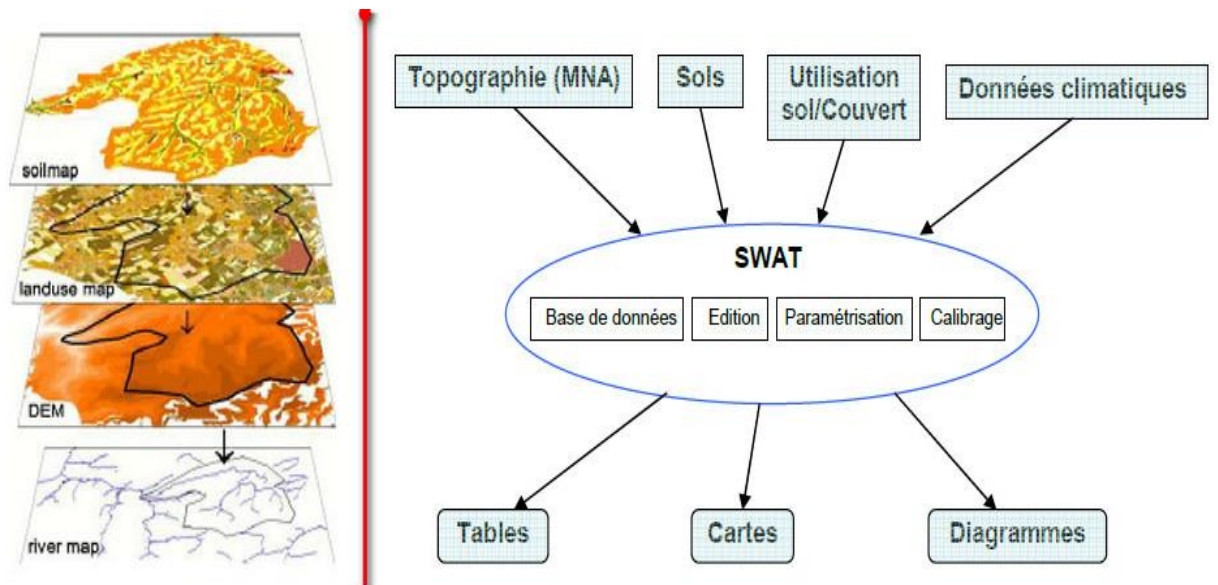 soilmap
landuse map
DEM
river map
Topographie (MNA)
Sols
Utilisation
sol/Couvert
Données climatiques
SWAT
Base de données
Edition
Paramétrisation
Calibrage
Tables
Cartes
Diagrammes